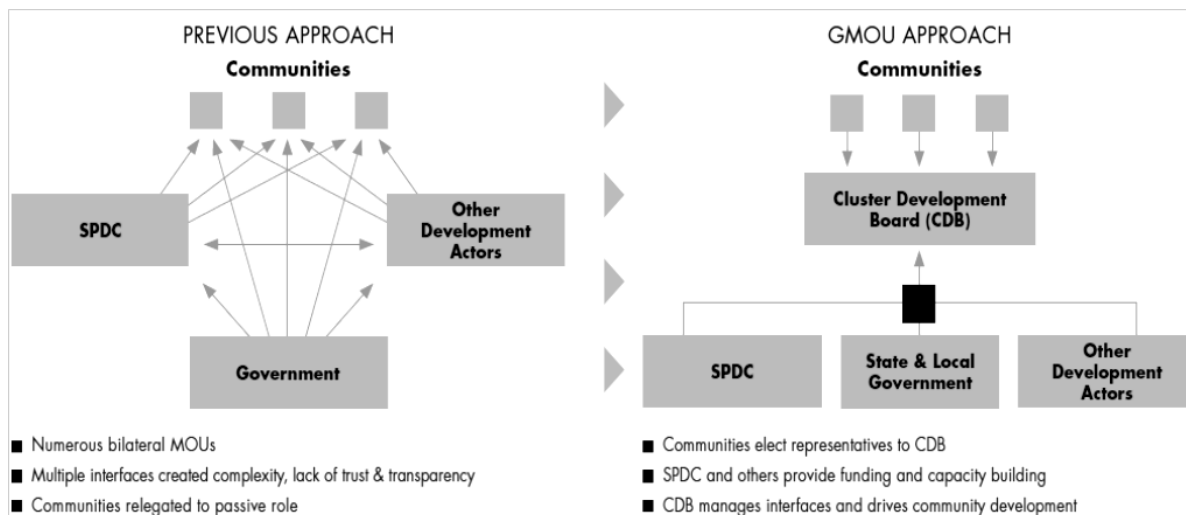 PREVIOUS APPROACH
Communities
SPDC
Other
Development
Actors
Government
■ Numerous bilateral MOUs
■ Multiple interfaces created complexity, lack of trust & transparency
■ Communities relegated to passive role
GMOU APPROACH
Communities
Cluster Development
Board (CDB)
SPDC
State & Local
Government
Other
Development
Actors
■ Communities elect representatives to CDB
■ SPDC and others provide funding and capacity building
■ CDB manages interfaces and drives community development